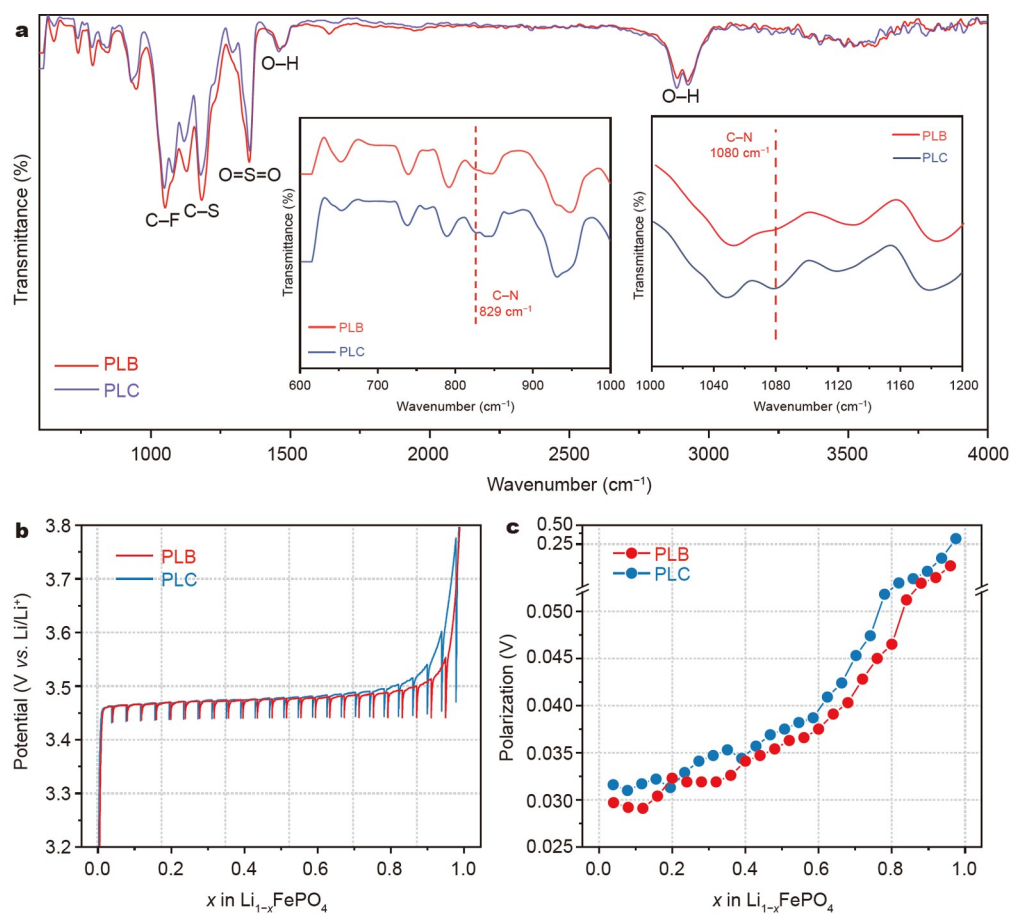 a
Transmittance (%)
O–H
O–H
O=S=O
C–F
C–S
PLB
PLC
1000
1500
2000
2500
3000
3500
4000
Wavenumber (cm⁻¹)
Transmittance (%)
C–N
829 cm⁻¹
PLB
PLC
600
700
800
900
1000
Wavenumber (cm⁻¹)
Transmittance (%)
C–N
1080 cm⁻¹
PLB
PLC
1000
1040
1080
1120
1160
1200
Wavenumber (cm⁻¹)
b
Potential (V vs. Li/Li⁺)
3.8
3.7
3.6
3.5
3.4
3.3
3.2
PLB
PLC
0.0
0.2
0.4
0.6
0.8
1.0
x in Li₁₋ₓFePO₄
c
Polarization (V)
0.50
0.25
0.050
0.045
0.040
0.035
0.030
0.025
PLB
PLC
0.0
0.2
0.4
0.6
0.8
1.0
x in Li₁₋ₓFePO₄